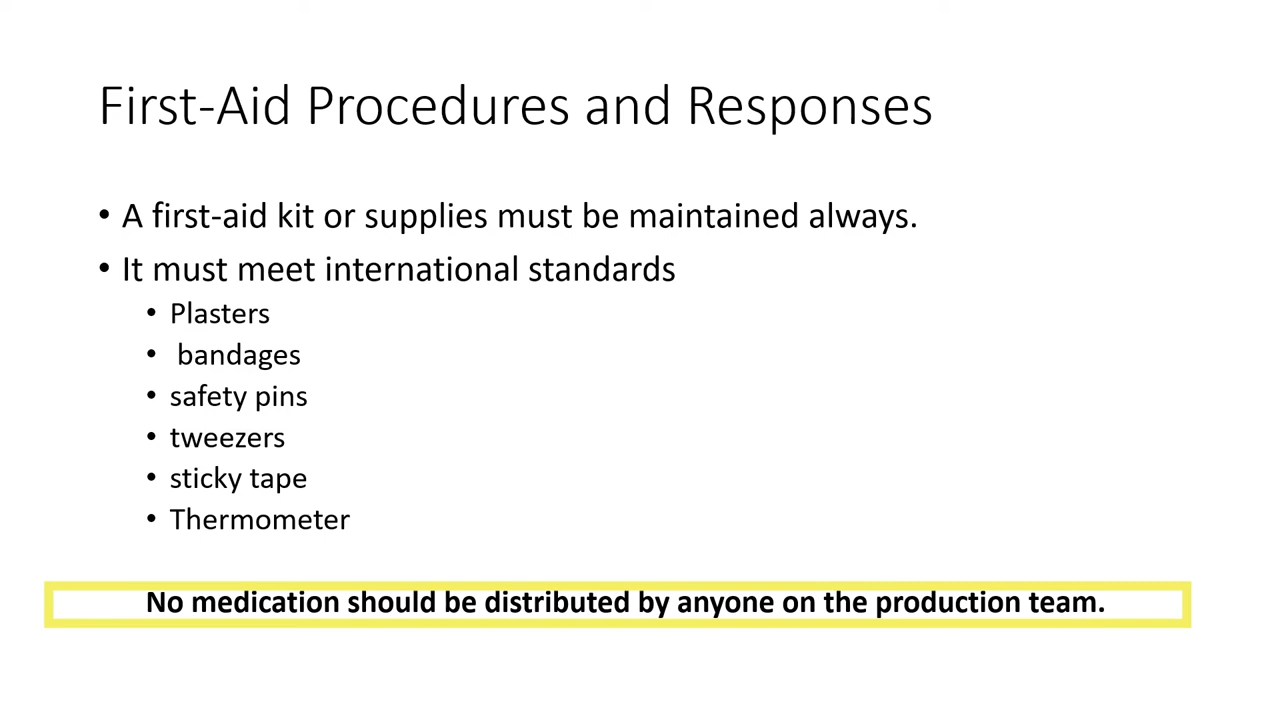 First-Aid Procedures and Responses
• A first-aid kit or supplies must be maintained always.
• It must meet international standards
• Plasters
• bandages
• safety pins
• tweezers
• sticky tape
• Thermometer
No medication should be distributed by anyone on the production team.